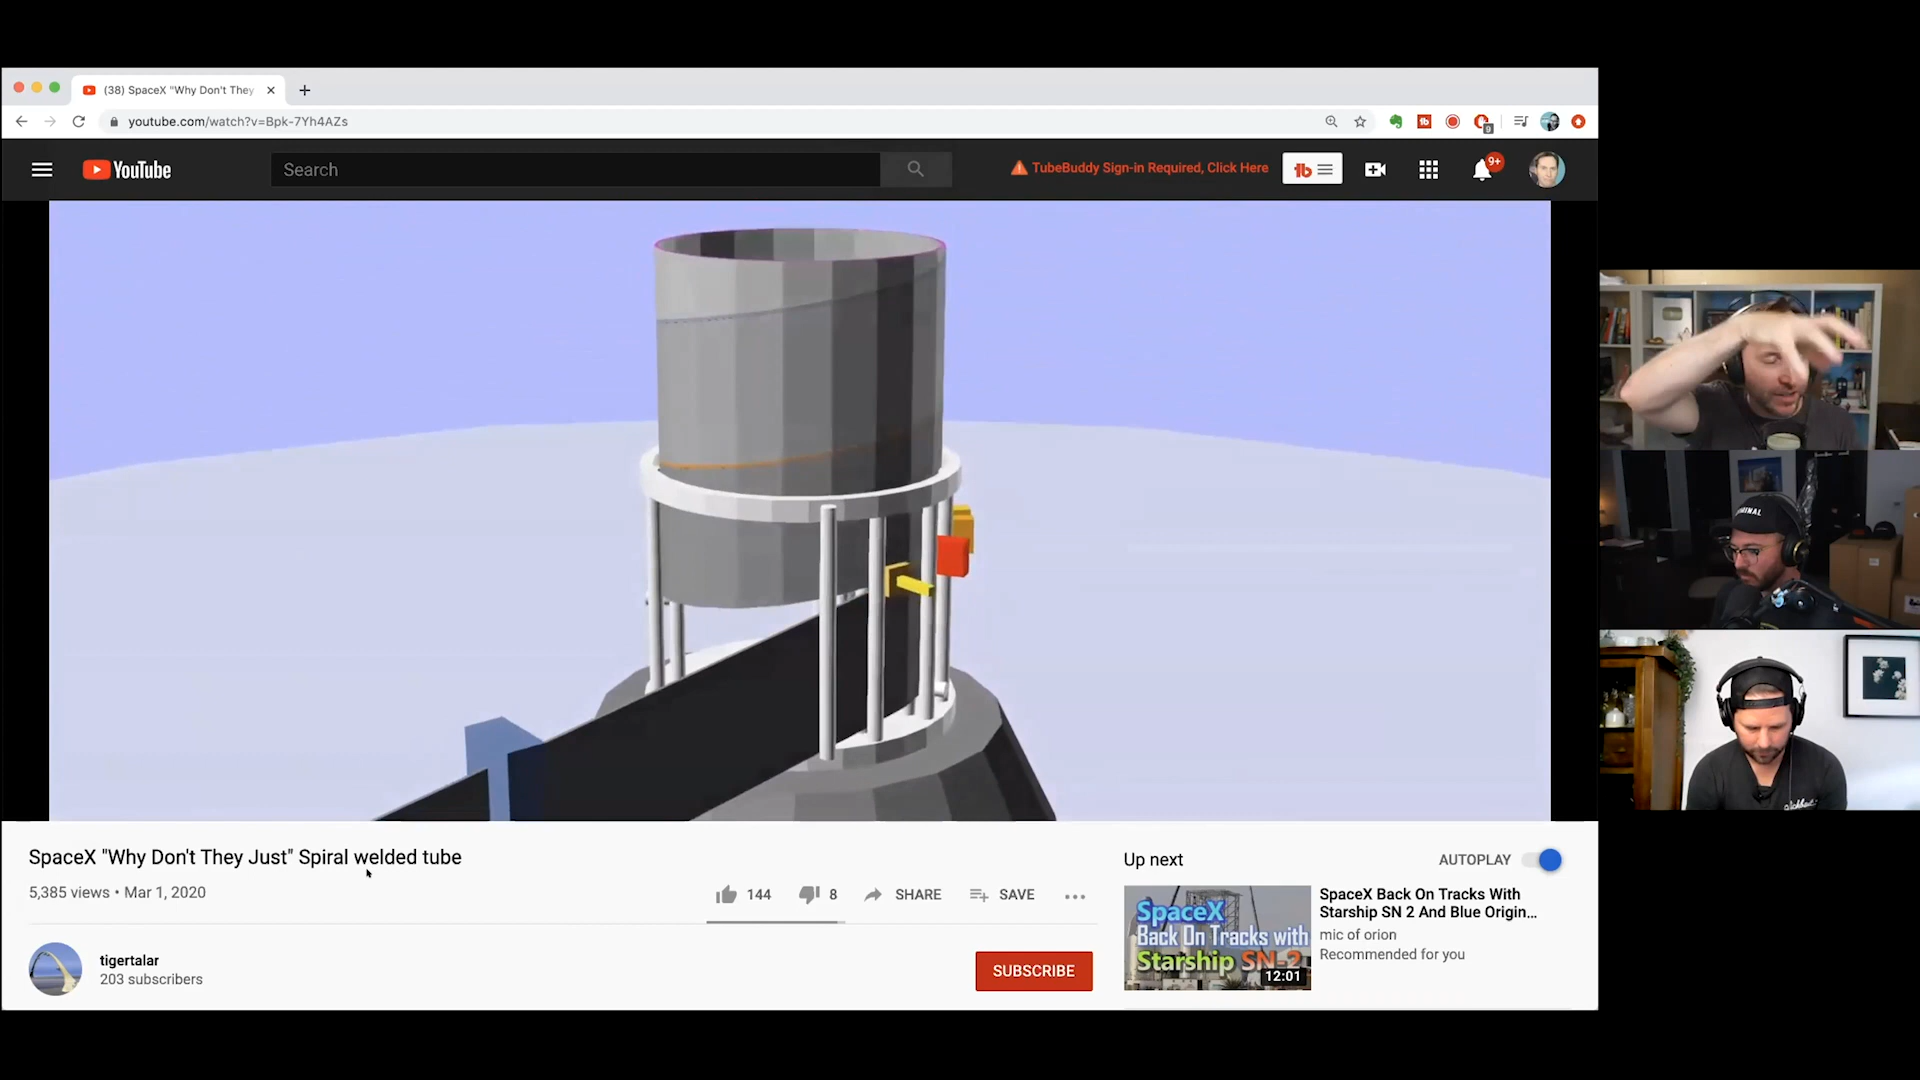 (38) SpaceX "Why Don't They
youtube.com/watch?v=Bpk-7Yh4AZs
9
YouTube
Search
TubeBuddy Sign-in Required, Click Here
tb
9+
SpaceX "Why Don't They Just" Spiral welded tube
5,385 views • Mar 1, 2020
144
8
SHARE
SAVE
tigertalar
203 subscribers
SUBSCRIBE
Up next
AUTOPLAY
SpaceX
Back On Tracks with
Starship SN-2
12:01
SpaceX Back On Tracks With
Starship SN 2 And Blue Origin...
mic of orion
Recommended for you